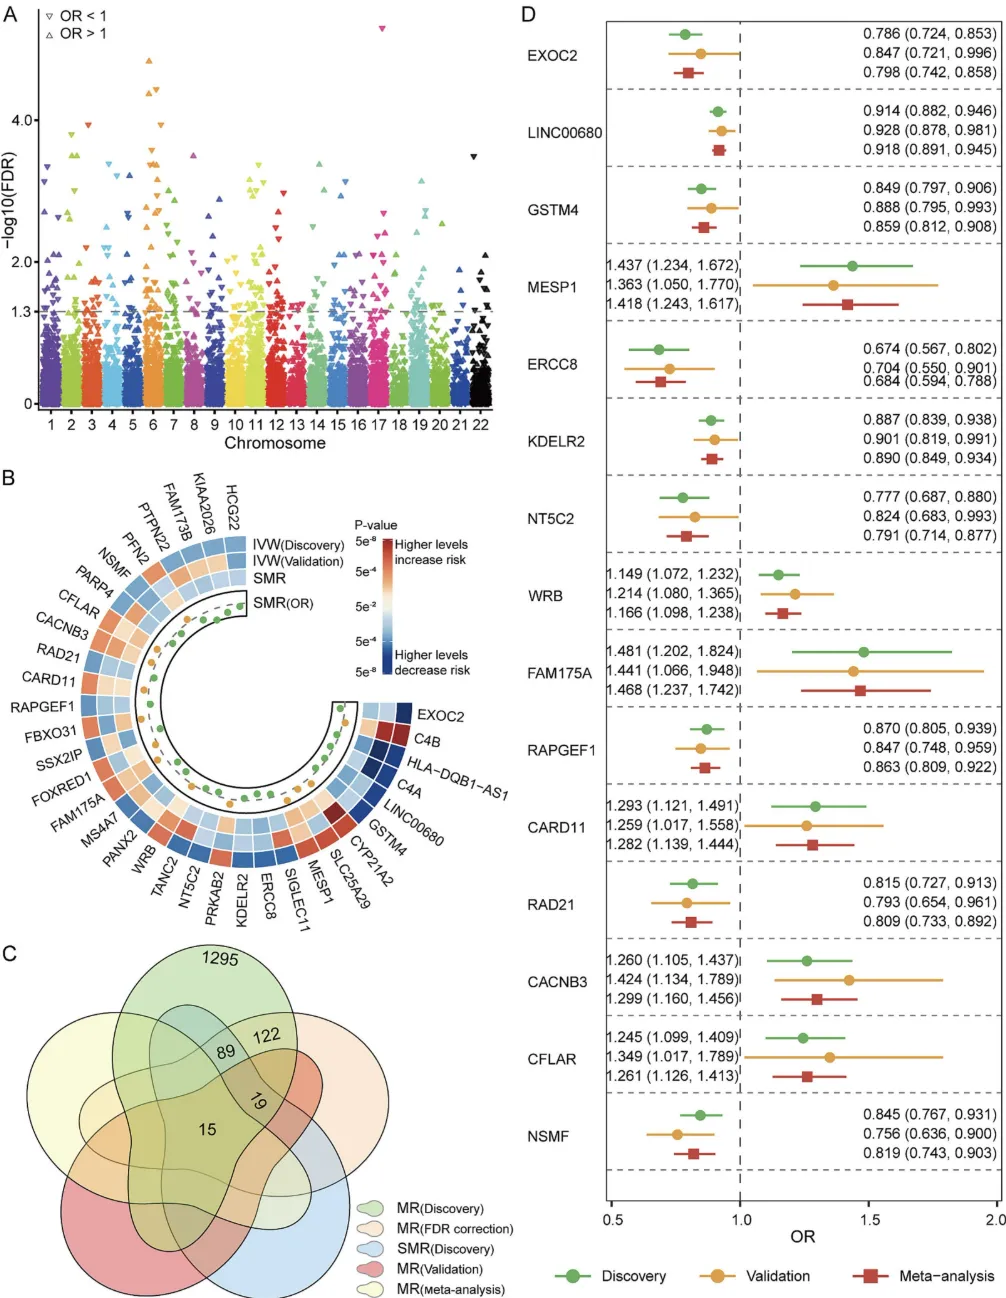 A
▽ OR < 1
△ OR > 1
−log10(FDR)
4.0
2.0
1.3
0
1 2 3 4 5 6 7 8 9 10 11 12 13 14 15 16 17 18 19 20 21 22
Chromosome
B
HCG22
KIAA2026
FAM173B
PTPN22
PFN2
NSMF
PARP4
CFLAR
CACNB3
RAD21
CARD11
RAPGEF1
FBXO31
SSX2IP
FOXRED1
FAM175A
MS4A7
PANX2
WRB
TANC2
NT5C2
PRKAB2
KDELR2
ERCC8
SIGLEC11
MESP1
SLC25A29
CYP21A2
GSTM4
LINC00680
C4A
HLA−DQB1−AS1
C4B
EXOC2
IVW(Discovery)
IVW(Validation)
SMR
SMR(OR)
P-value
5e-8 Higher levels
increase risk
5e-4
5e-2
5e-4
Higher levels
5e-8 decrease risk
C
1295
122
89
19
15
MR(Discovery)
MR(FDR correction)
SMR(Discovery)
MR(Validation)
MR(Meta-analysis)
D
EXOC2
0.786 (0.724, 0.853)
0.847 (0.721, 0.996)
0.798 (0.742, 0.858)
LINC00680
0.914 (0.882, 0.946)
0.928 (0.878, 0.981)
0.918 (0.891, 0.945)
GSTM4
0.849 (0.797, 0.906)
0.888 (0.795, 0.993)
0.859 (0.812, 0.908)
MESP1
1.437 (1.234, 1.672)
1.363 (1.050, 1.770)
1.418 (1.243, 1.617)
ERCC8
0.674 (0.567, 0.802)
0.704 (0.550, 0.901)
0.684 (0.594, 0.788)
KDELR2
0.887 (0.839, 0.938)
0.901 (0.819, 0.991)
0.890 (0.849, 0.934)
NT5C2
0.777 (0.687, 0.880)
0.824 (0.683, 0.993)
0.791 (0.714, 0.877)
WRB
1.149 (1.072, 1.232)
1.214 (1.080, 1.365)
1.166 (1.098, 1.238)
FAM175A
1.481 (1.202, 1.824)
1.441 (1.066, 1.948)
1.468 (1.237, 1.742)
RAPGEF1
0.870 (0.805, 0.939)
0.847 (0.748, 0.959)
0.863 (0.809, 0.922)
CARD11
1.293 (1.121, 1.491)
1.259 (1.017, 1.558)
1.282 (1.139, 1.444)
RAD21
0.815 (0.727, 0.913)
0.793 (0.654, 0.961)
0.809 (0.733, 0.892)
CACNB3
1.260 (1.105, 1.437)
1.424 (1.134, 1.789)
1.299 (1.160, 1.456)
CFLAR
1.245 (1.099, 1.409)
1.349 (1.017, 1.789)
1.261 (1.126, 1.413)
NSMF
0.845 (0.767, 0.931)
0.756 (0.636, 0.900)
0.819 (0.743, 0.903)
0.5 1.0 1.5 2.0
OR
Discovery Validation Meta−analysis